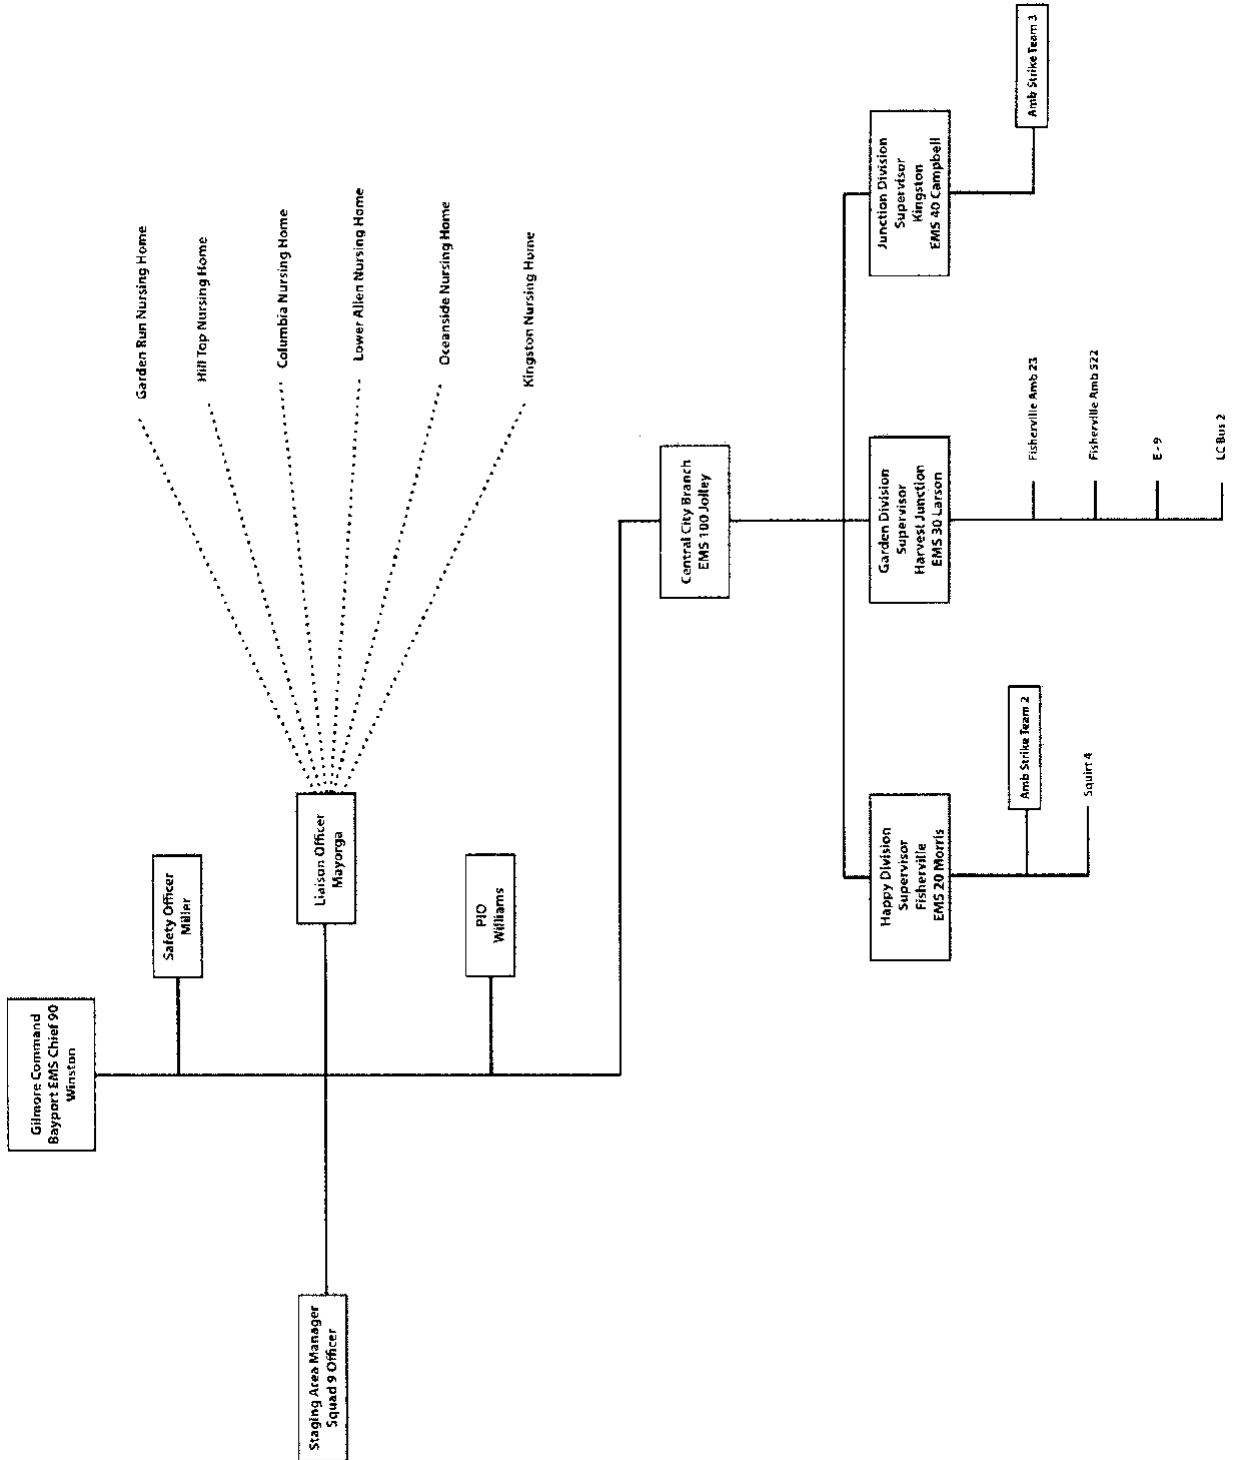 Gilmore Command
Bayport EMS Chief 90
Winston
Safety Officer
Miller
Staging Area Manager
Squad 9 Officer
Liaison Officer
Mayorga
Garden Run Nursing Home
Hill Top Nursing Home
Columbia Nursing Home
Lower Allen Nursing Home
Oceanside Nursing Home
Kingston Nursing Home
PIO
Williams
Central City Branch
EMS 100 Jolley
Happy Division
Supervisor
Fisherville
EMS 20 Morris
Garden Division
Supervisor
Harvest Junction
EMS 30 Larson
Junction Division
Supervisor
Kingston
EMS 40 Campbell
Amb Strike Team 2
Squirt 4
Fisherville Amb 23
Fisherville Amb 522
E - 9
LC Bus 2
Amb Strike Team 3